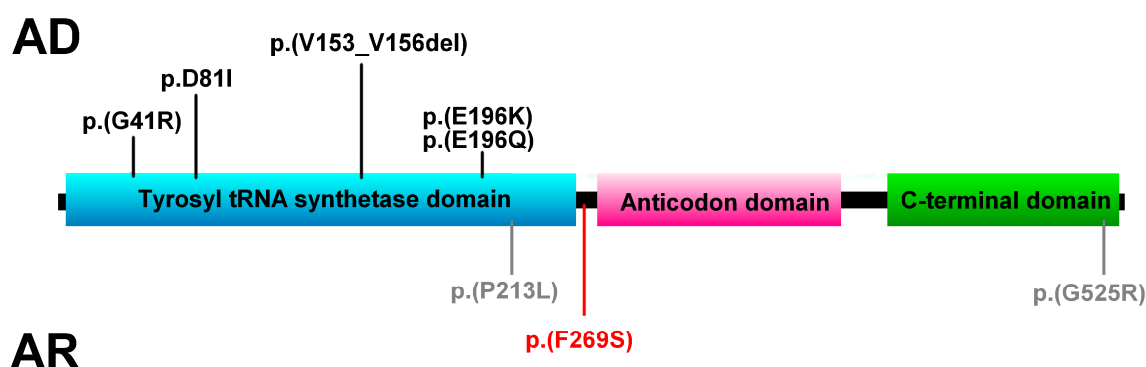 AD
p.(V153_V156del)
p.D81I
p.(G41R)
p.(E196K)
p.(E196Q)
Tyrosyl tRNA synthetase domain
Anticodon domain
C-terminal domain
p.(P213L)
p.(G525R)
p.(F269S)
AR